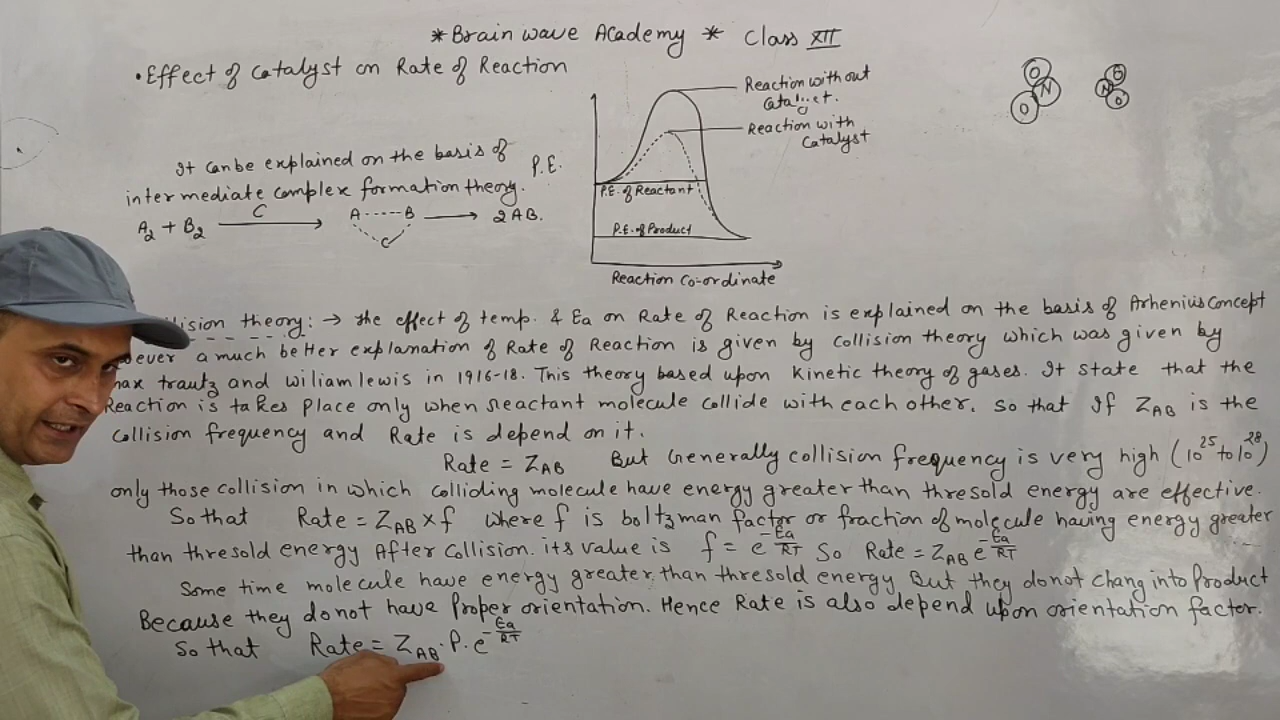 * Brain wave Academy * Class XII
• Effect of Catalyst on Rate of Reaction
It can be explained on the basis of
intermediate complex formation theory.
A2 + B2 C A B 2AB.
C
P.E.
Reaction without
Reaction with
Catalyst
P.E. of Reactant
P.E. of Product
Reaction Co-ordinate
O N O
N O O
theory: → the effect of temp. & Ea on Rate of Reaction is explained on the basis of Arhenius Concept
a much better explanation of Rate of Reaction is given by collision theory which was given by
trautz and wiliam lewis in 1916-18. This theory based upon Kinetic theory of gases. It state that the
Reaction is takes place only when reactant molecule collide with each other. so that If ZAB is the
Collision frequency and Rate is depend on it.
Rate = ZAB But Generally collision frequency is very high (10^25 to 10^28)
only those collision in which colliding molecule have energy greater than thresold energy are effective.
So that Rate = ZAB × f where f is boltzman factor or fraction of molecule having energy greater
than thresold energy After collision. its value is f = e^-Ea/RT So Rate = ZAB e^-Ea/RT
Some time molecule have energy greater than thresold energy But they donot chang into Product
Because they donot have Proper orientation. Hence Rate is also depend upon orientation factor.
So that Rate = ZAB · P. e^-Ea/RT